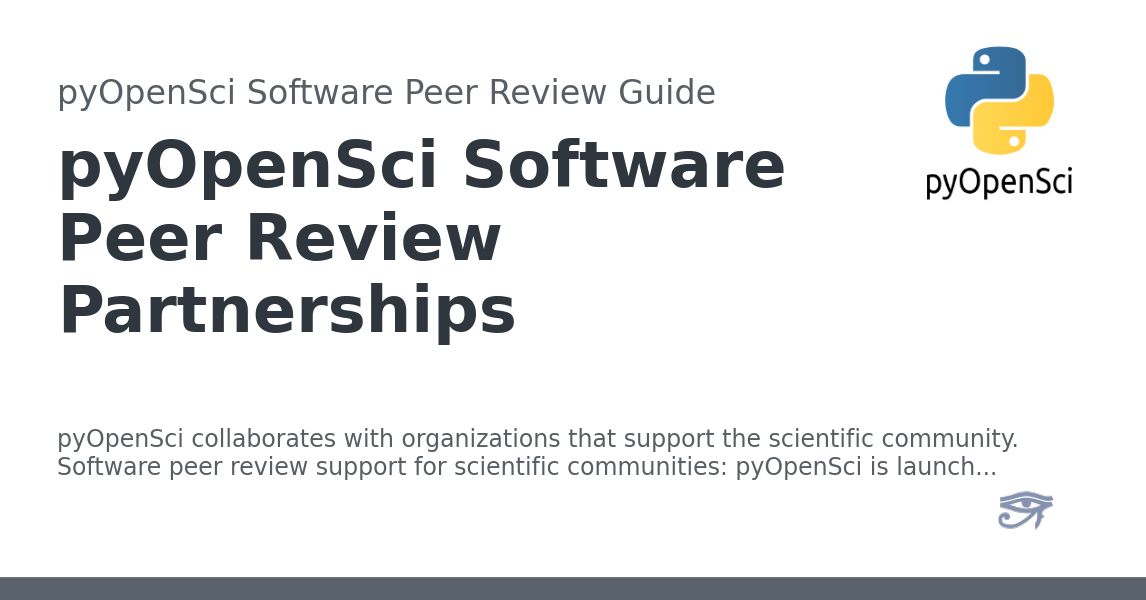 pyOpenSci Software Peer Review Guide
pyOpenSci Software
Peer Review
Partnerships
pyOpenSci
pyOpenSci collaborates with organizations that support the scientific community.
Software peer review support for scientific communities: pyOpenSci is launch...